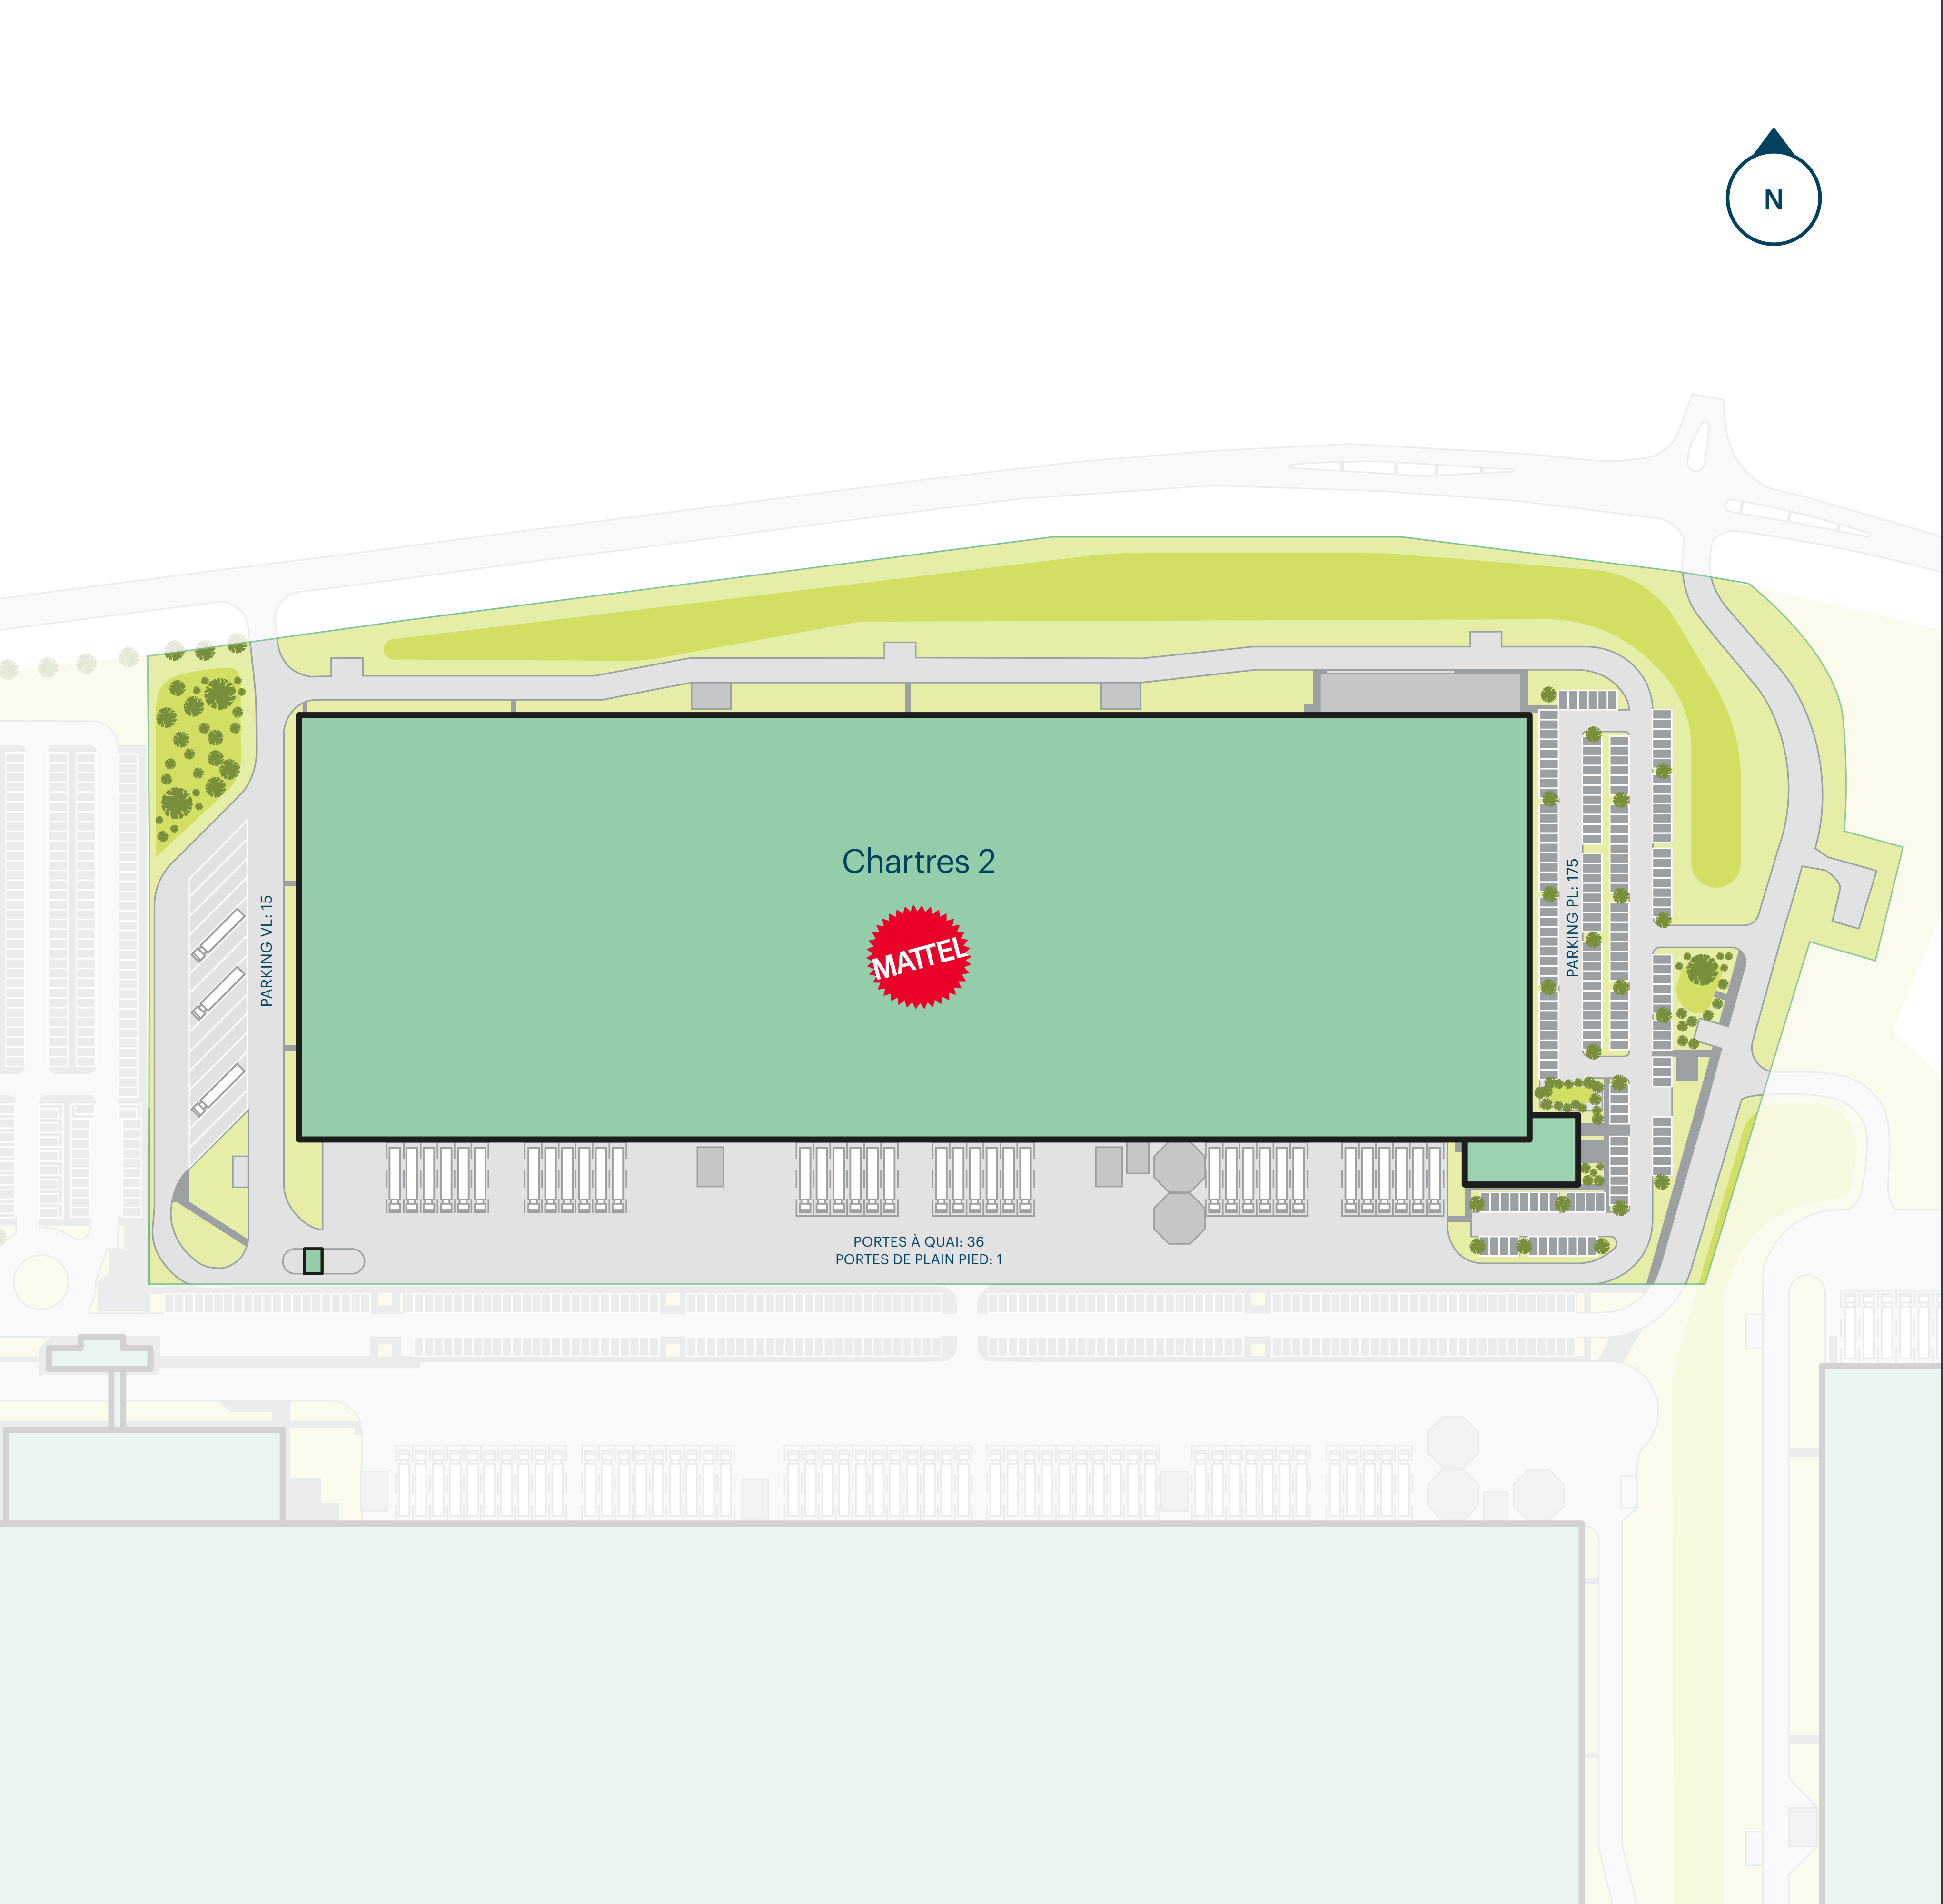 N
Chartres 2
MATTEL
PARKING VL: 15
PARKING PL: 175
PORTES À QUAI: 36
PORTES DE PLAIN PIED: 1